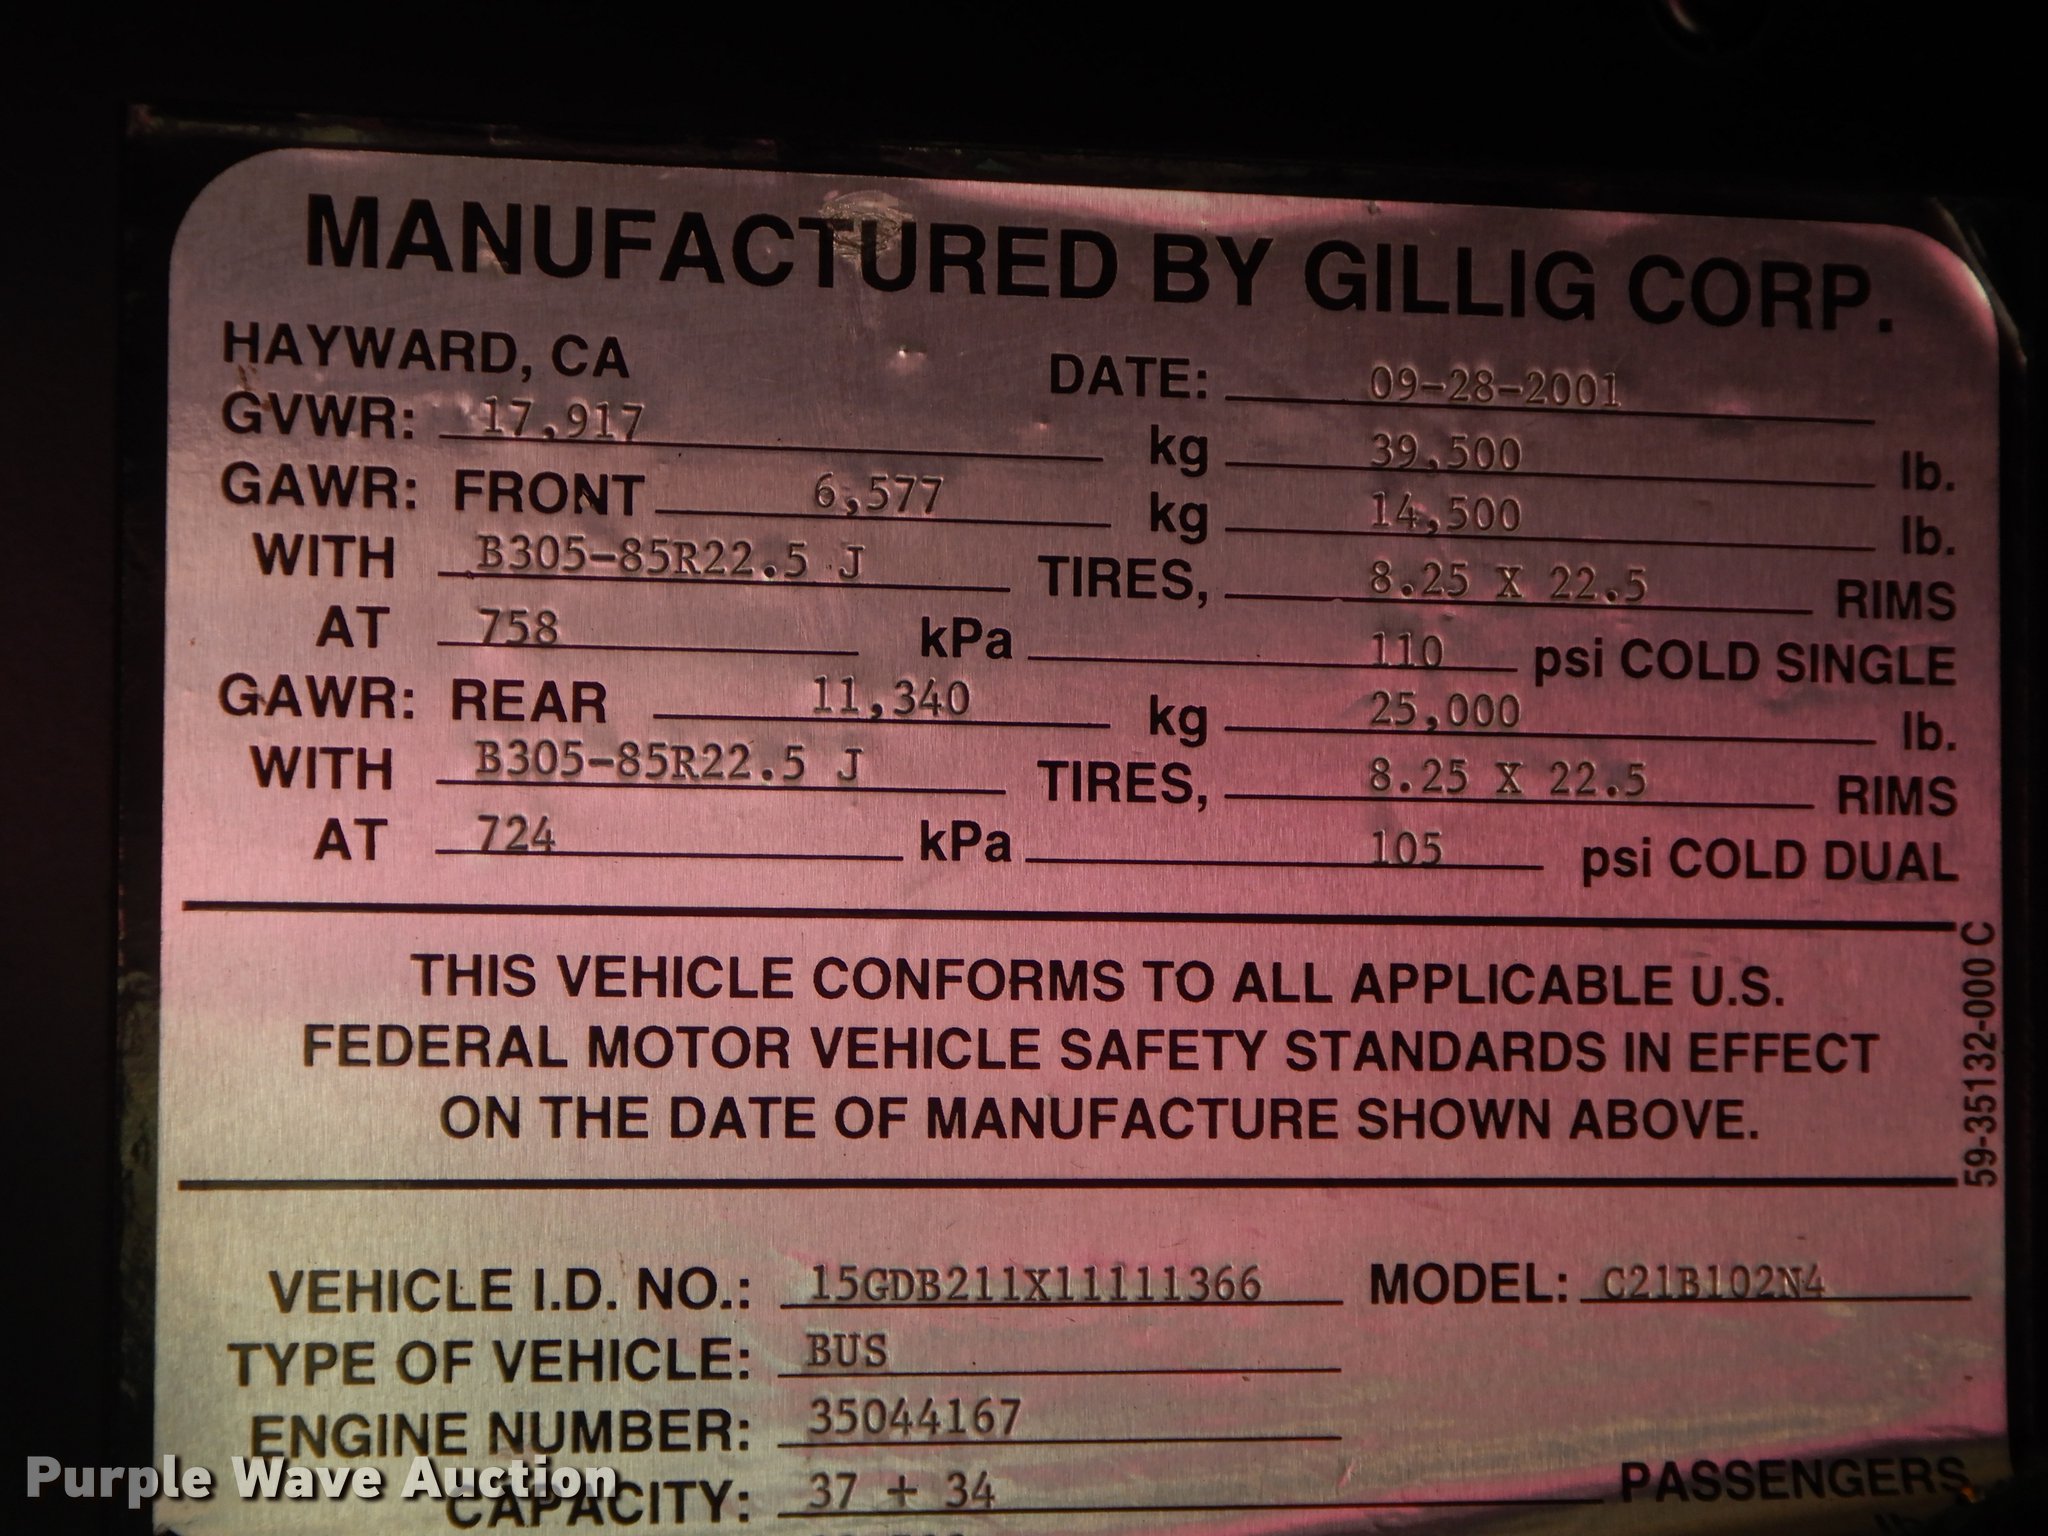 MANUFACTURED BY GILLIG CORP.
HAYWARD, CA DATE: 09-28-2001
GVWR: 17,917 kg 39,500 lb.
GAWR: FRONT 6,577 kg 14,500 lb.
WITH B305-85R22.5 J TIRES, 8.25 X 22.5 RIMS
AT 758 kPa 110 psi COLD SINGLE
GAWR: REAR 11,340 kg 25,000 lb.
WITH B305-85R22.5 J TIRES, 8.25 X 22.5 RIMS
AT 724 kPa 105 psi COLD DUAL
THIS VEHICLE CONFORMS TO ALL APPLICABLE U.S.
FEDERAL MOTOR VEHICLE SAFETY STANDARDS IN EFFECT
ON THE DATE OF MANUFACTURE SHOWN ABOVE.
59-35132-000 C
VEHICLE I.D. NO.: 15GDB211X11111366 MODEL: C21B102N4
TYPE OF VEHICLE: BUS
ENGINE NUMBER: 35044167
CAPACITY: 37 + 34 PASSENGERS
Purple Wave Auction